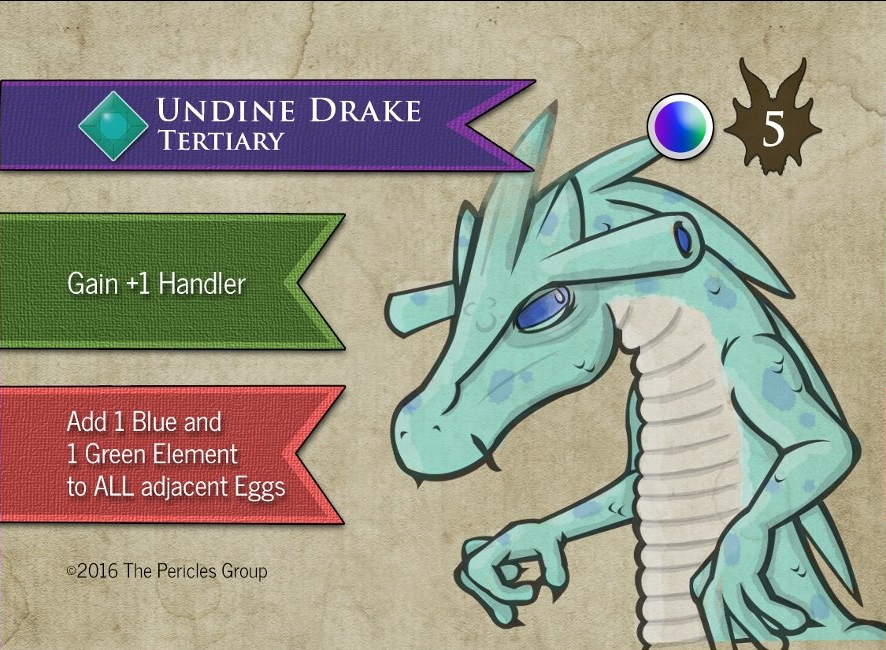 Undine Drake
Tertiary
5
Gain +1 Handler
Add 1 Blue and
1 Green Element
to ALL adjacent Eggs
©2016 The Pericles Group